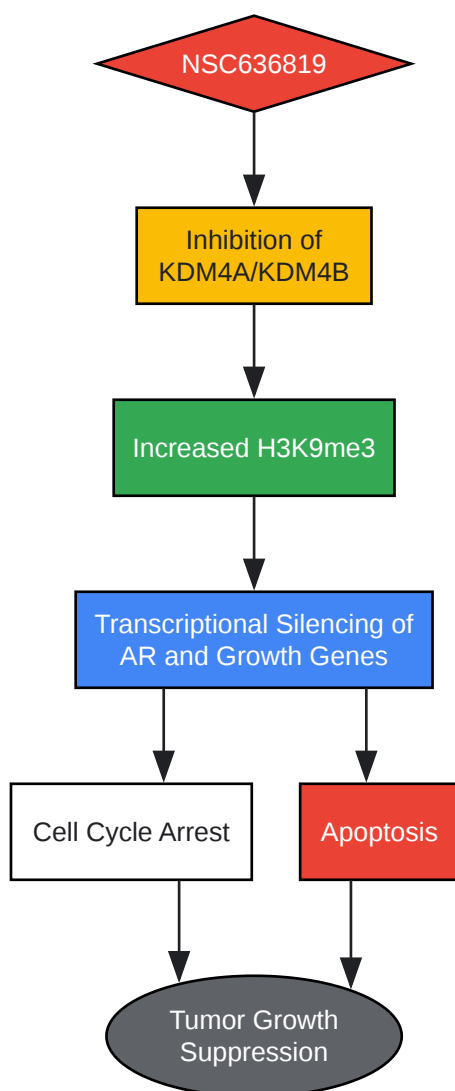 NSC636819
Inhibition of
KDM4A/KDM4B
Increased H3K9me3
Transcriptional Silencing of
AR and Growth Genes
Cell Cycle Arrest
Apoptosis
Tumor Growth
Suppression